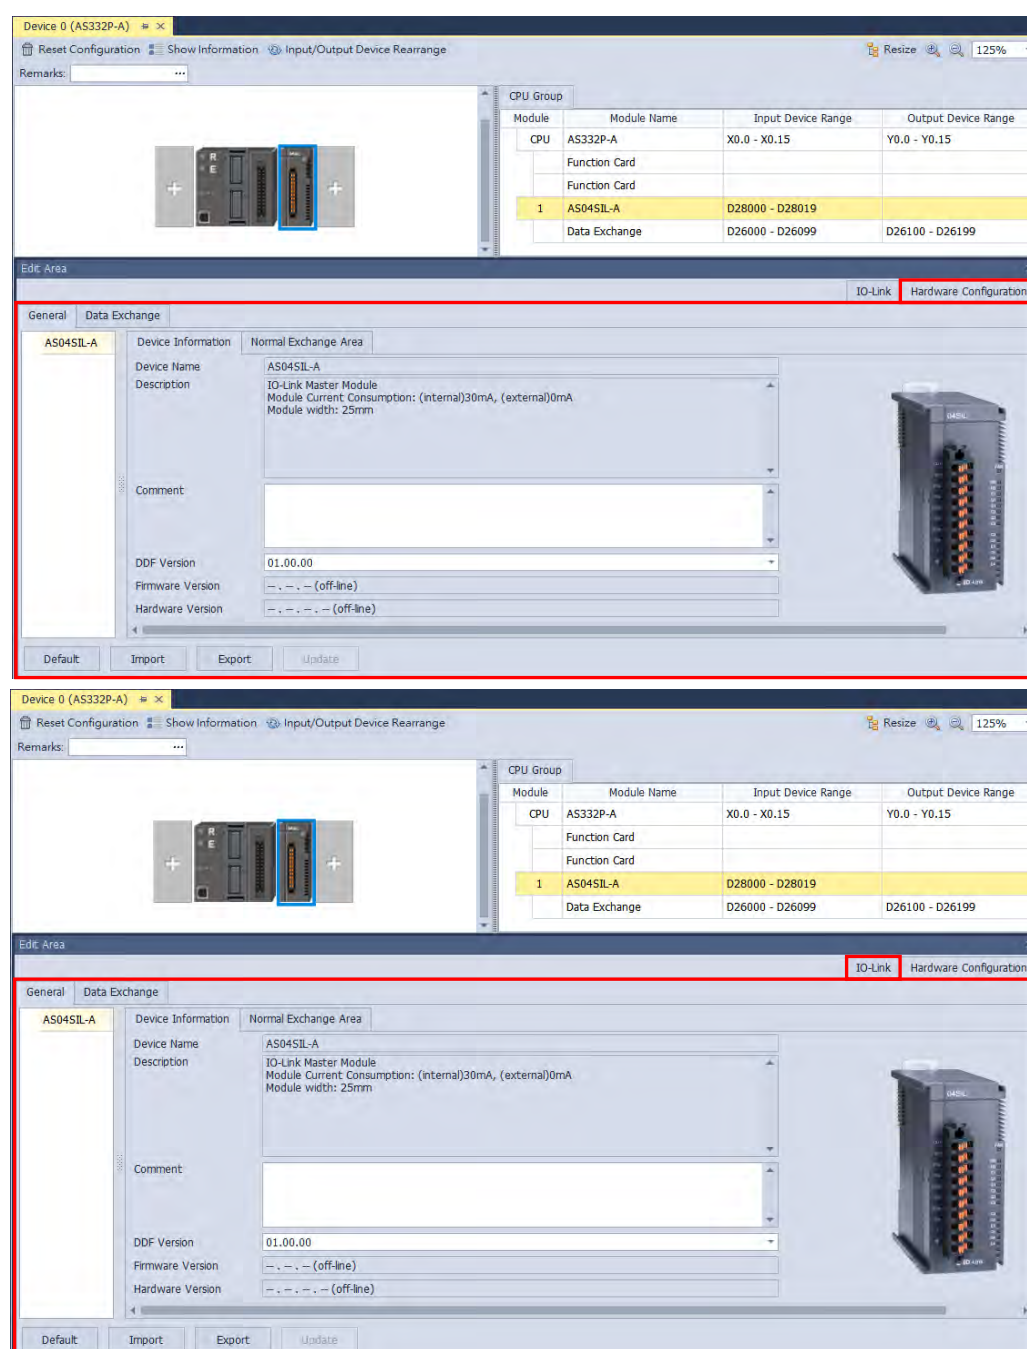 Device 0 (AS332P-A)
Reset Configuration Show Information Input/Output Device Rearrange Resize 125%
Remarks: ...
CPU Group
Module Module Name Input Device Range Output Device Range
CPU AS332P-A X0.0 - X0.15 Y0.0 - Y0.15
Function Card
Function Card
1 AS04SIL-A D28000 - D28019
Data Exchange D26000 - D26099 D26100 - D26199
R
E
Edit Area
IO-Link Hardware Configuration
General Data Exchange
AS04SIL-A Device Information Normal Exchange Area
Device Name AS04SIL-A
Description IO-Link Master Module
Module Current Consumption: (internal)30mA, (external)0mA
Module width: 25mm
04SIL
Comment
DDF Version 01.00.00
Firmware Version -- . -- . -- (off-line)
Hardware Version -- . -- . -- . -- (off-line)
Default Import Export Update
Device 0 (AS332P-A)
Reset Configuration Show Information Input/Output Device Rearrange Resize 125%
Remarks: ...
CPU Group
Module Module Name Input Device Range Output Device Range
CPU AS332P-A X0.0 - X0.15 Y0.0 - Y0.15
Function Card
Function Card
1 AS04SIL-A D28000 - D28019
Data Exchange D26000 - D26099 D26100 - D26199
R
E
Edit Area
IO-Link Hardware Configuration
General Data Exchange
AS04SIL-A Device Information Normal Exchange Area
Device Name AS04SIL-A
Description IO-Link Master Module
Module Current Consumption: (internal)30mA, (external)0mA
Module width: 25mm
04SIL
Comment
DDF Version 01.00.00
Firmware Version -- . -- . -- (off-line)
Hardware Version -- . -- . -- . -- (off-line)
Default Import Export Update